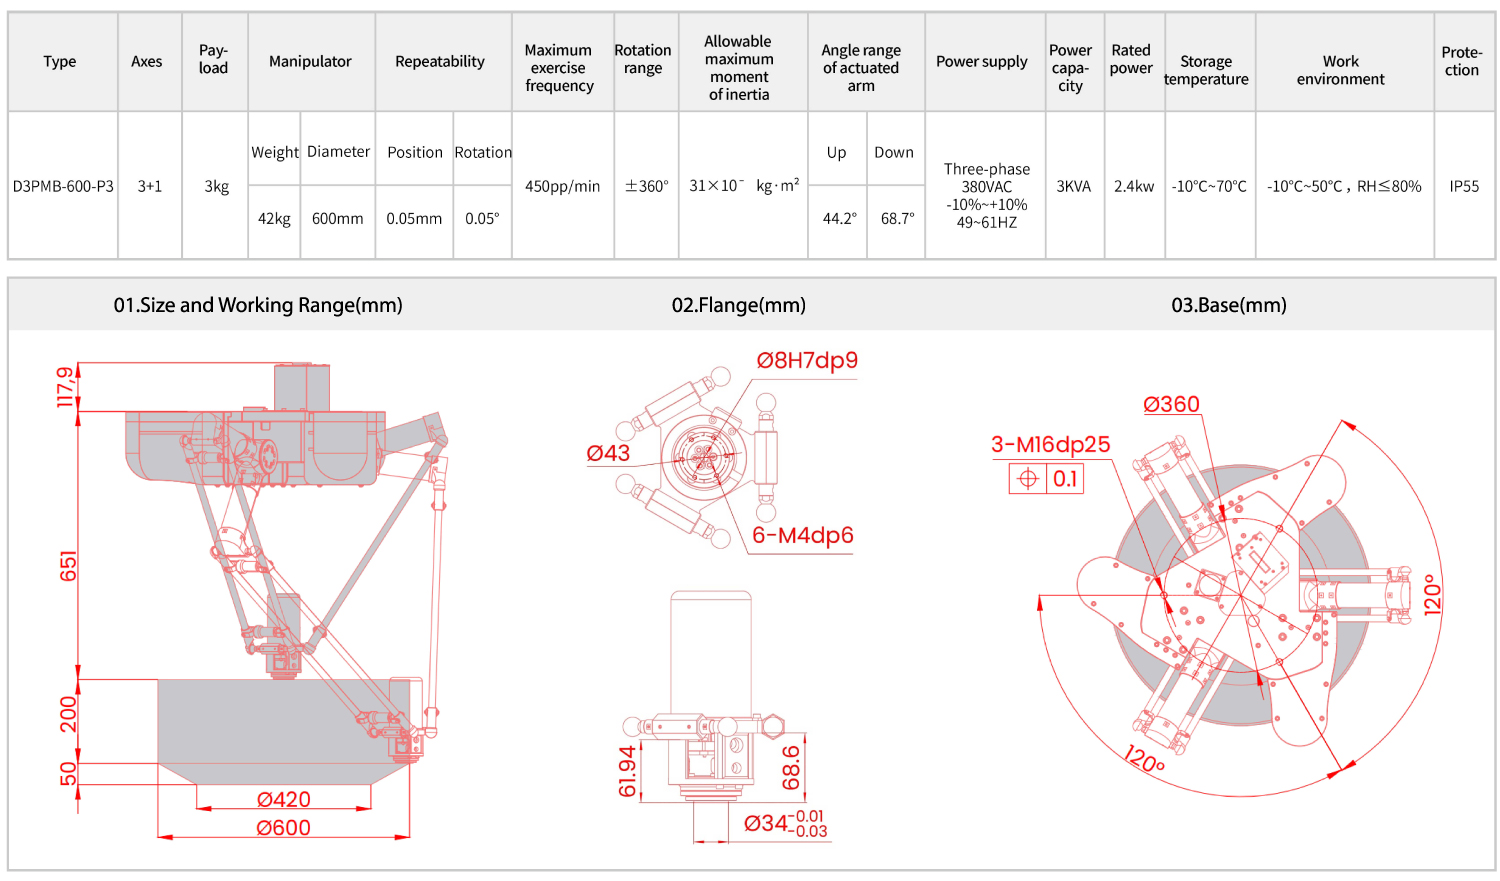 Type
Axes
Pay-
load
Manipulator
Repeatability
Maximum
exercise
frequency
Rotation
range
Allowable
maximum
moment
of inertia
Angle range
of actuated
arm
Power supply
Power
capa-
city
Rated
power
Storage
temperature
Work
environment
Prote-
ction
D3PMB-600-P3
3+1
3kg
Weight
Diameter
42kg
600mm
Position
Rotation
0.05mm
0.05°
450pp/min
±360°
31×10⁻ kg·m²
Up
Down
44.2°
68.7°
Three-phase
380VAC
-10%~+10%
49~61HZ
3KVA
2.4kw
-10°C~70°C
-10°C~50°C , RH≤80%
IP55
01.Size and Working Range(mm)
02.Flange(mm)
03.Base(mm)
117,9
651
200
50
Ø420
Ø600
Ø8H7dp9
Ø43
6-M4dp6
61.94
68.6
Ø34-0.01
-0.03
Ø360
3-M16dp25
0.1
120°
120°